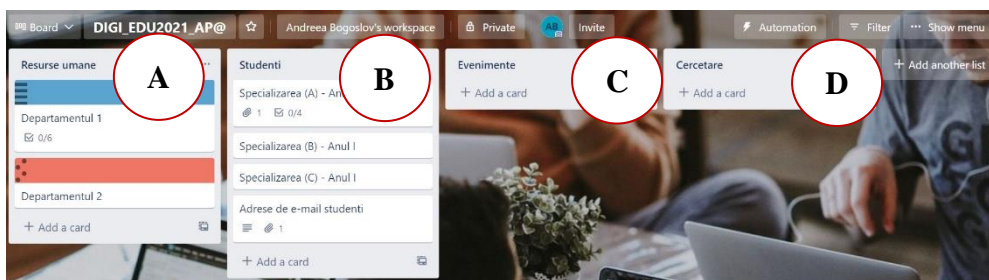 Board DIGI_EDU2021_AP@ Andreea Bogoslov's workspace Private AB Invite Automation Filter Show menu
Resurse umane
A
Departamentul 1
0/6
Departamentul 2
+ Add a card
Studenti
B
Specializarea (A) - An
1 0/4
Specializarea (B) - Anul I
Specializarea (C) - Anul I
Adrese de e-mail studenti
1
+ Add a card
Evenimente
C
+ Add a card
Cercetare
D
+ Add a card
+ Add another list